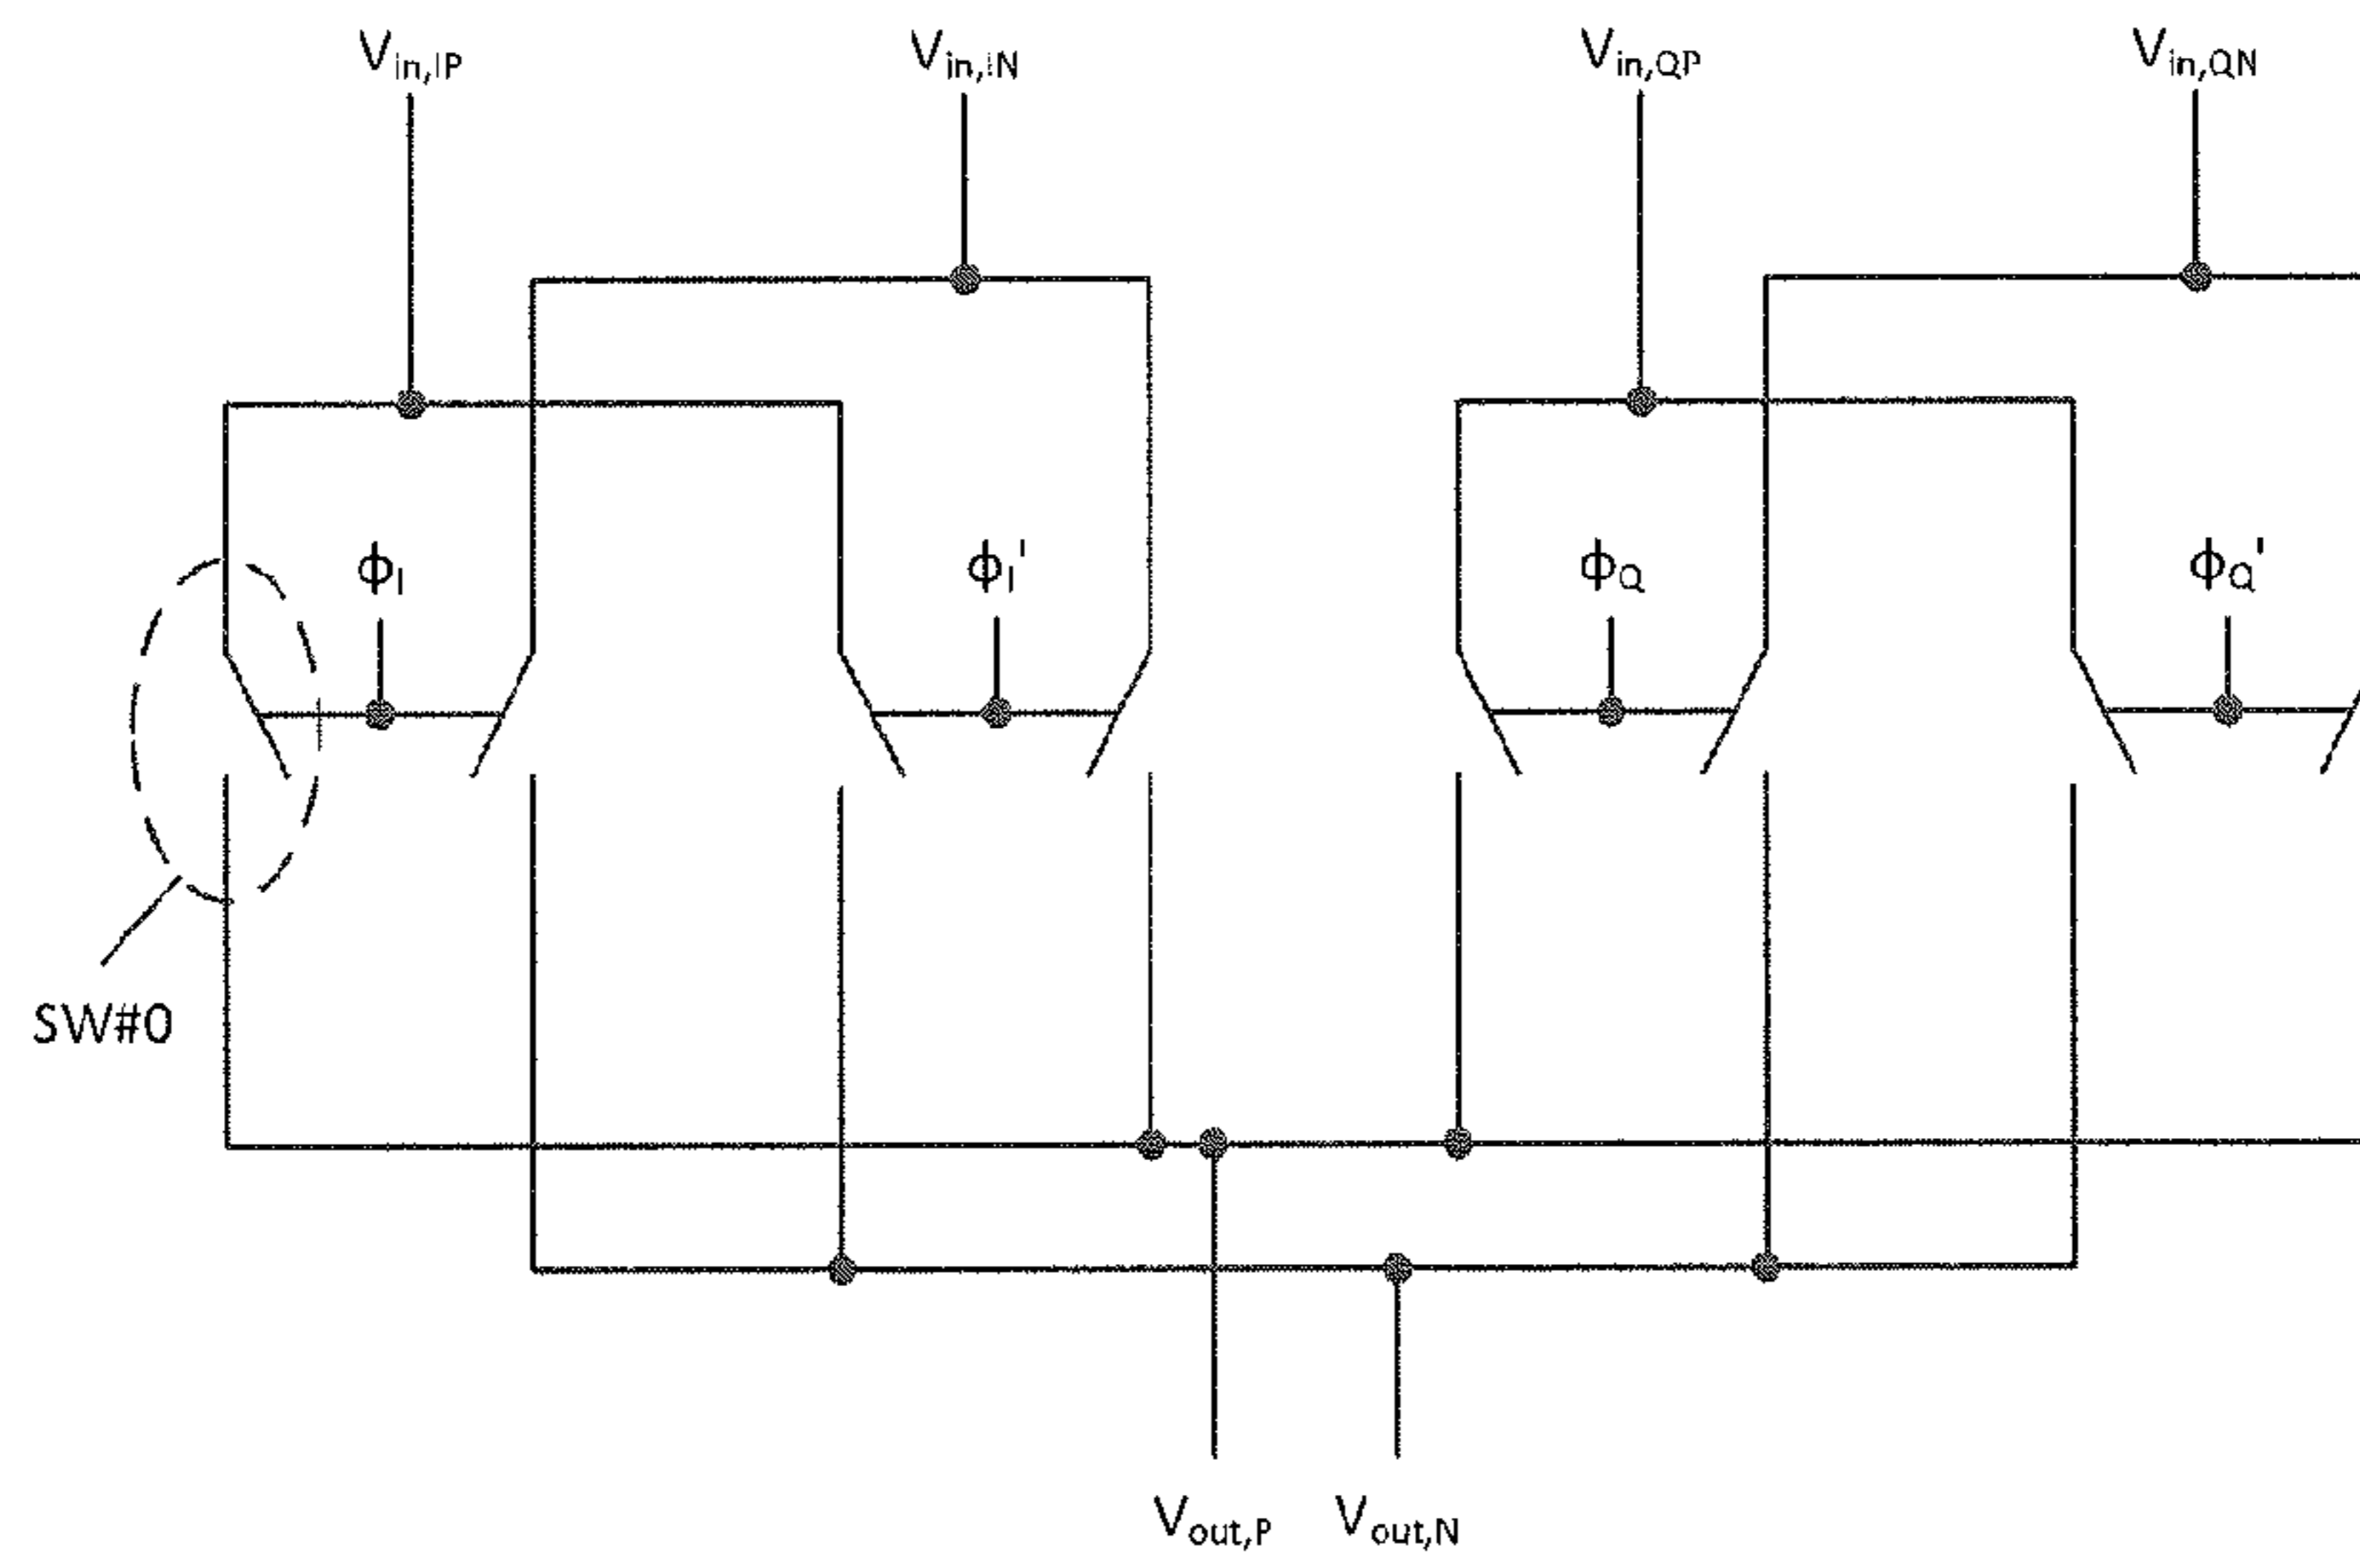 Vin,IP
Vin,IN
Vin,QP
Vin,QN
ϕI
ϕI'
ϕQ
ϕQ'
SW#0
Vout,P
Vout,N